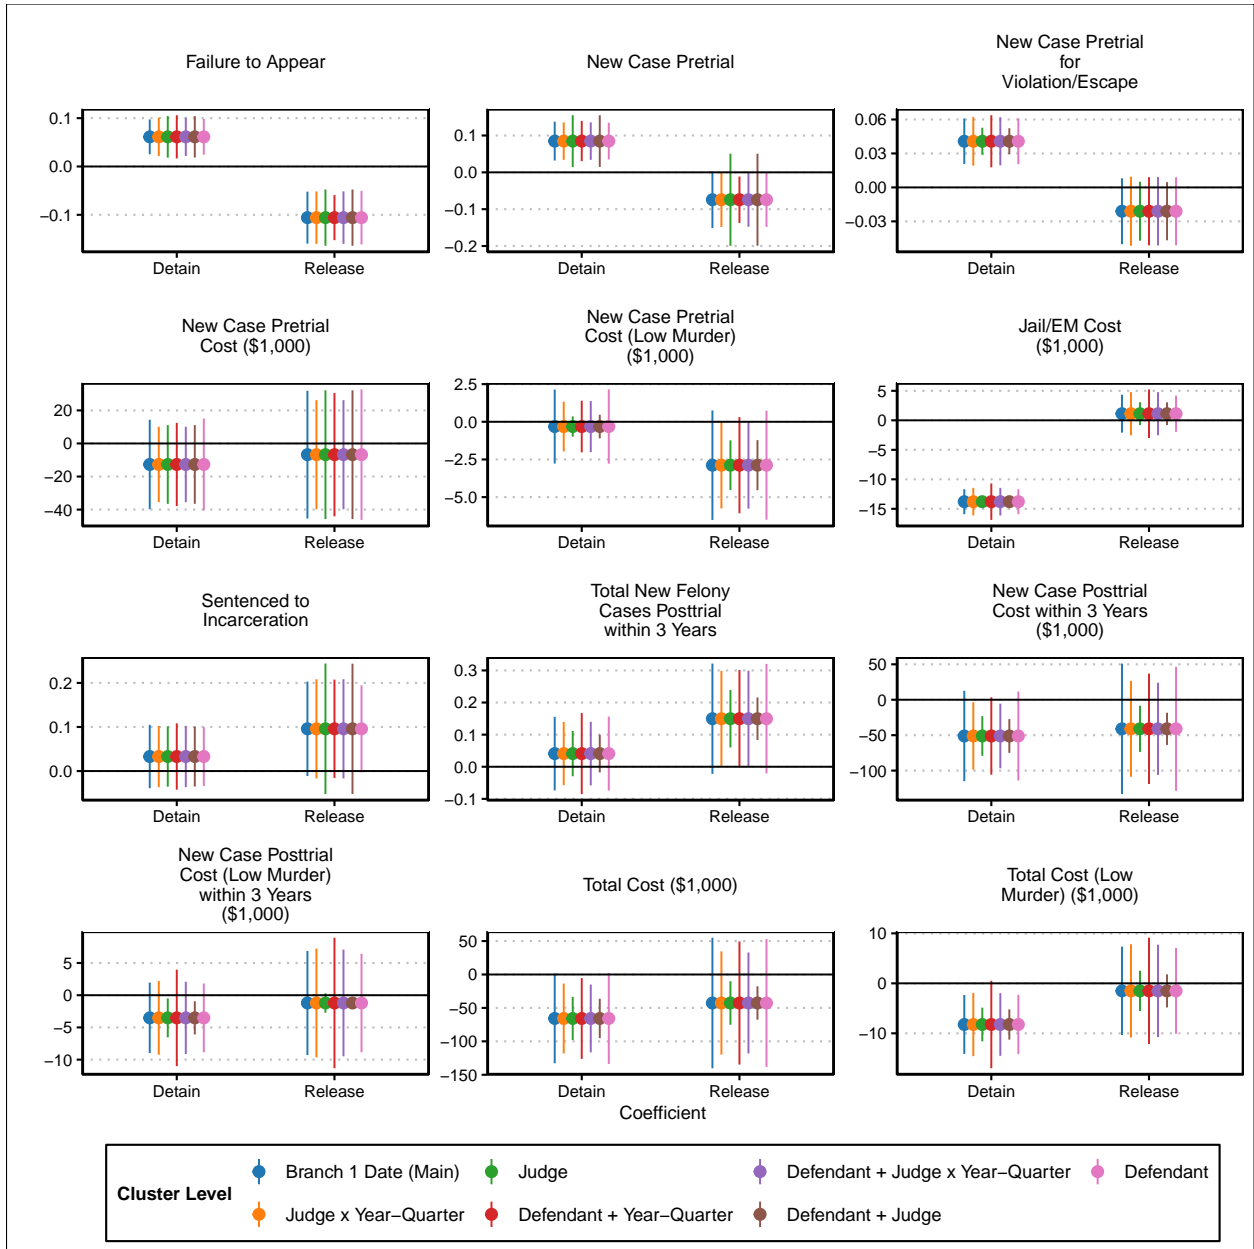 Failure to Appear
0.1
0.0
−0.1
Detain
Release
New Case Pretrial
0.1
0.0
−0.1
−0.2
Detain
Release
New Case Pretrial
for
Violation/Escape
0.06
0.03
0.00
−0.03
Detain
Release
New Case Pretrial
Cost ($1,000)
20
0
−20
−40
Detain
Release
New Case Pretrial
Cost (Low Murder)
($1,000)
2.5
0.0
−2.5
−5.0
Detain
Release
Jail/EM Cost
($1,000)
5
0
−5
−10
−15
Detain
Release
Sentenced to
Incarceration
0.2
0.1
0.0
Detain
Release
Total New Felony
Cases Posttrial
within 3 Years
0.3
0.2
0.1
0.0
−0.1
Detain
Release
New Case Posttrial
Cost within 3 Years
($1,000)
50
0
−50
−100
Detain
Release
New Case Posttrial
Cost (Low Murder)
within 3 Years
($1,000)
5
0
−5
−10
Detain
Release
Total Cost ($1,000)
50
0
−50
−100
−150
Detain
Release
Total Cost (Low
Murder) ($1,000)
10
0
−10
Detain
Release
Coefficient
Cluster Level
Branch 1 Date (Main)
Judge
Defendant + Judge x Year−Quarter
Defendant
Judge x Year−Quarter
Defendant + Year−Quarter
Defendant + Judge